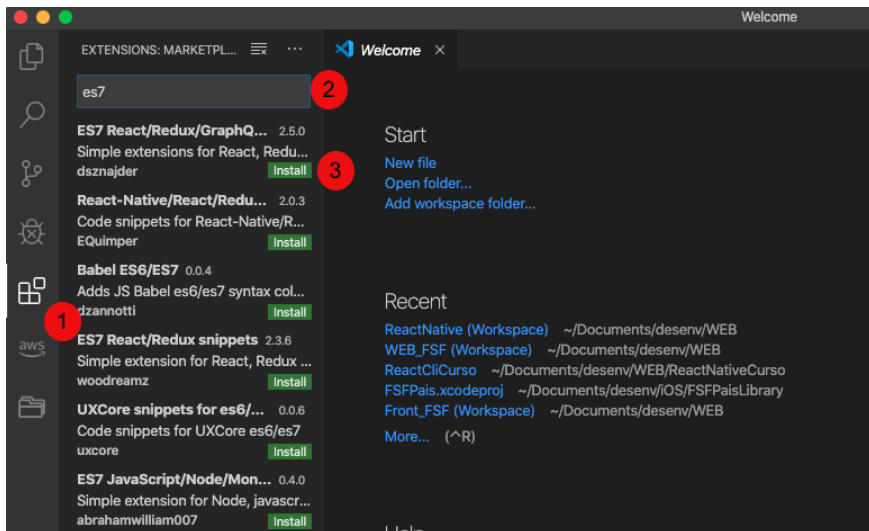 Welcome
EXTENSIONS: MARKETPL...
Welcome
es7
2
ES7 React/Redux/GraphQ... 2.5.0
Simple extensions for React, Redu...
dsznajder Install
3
React-Native/React/Redu... 2.0.3
Code snippets for React-Native/R...
EQuimper Install
Babel ES6/ES7 0.0.4
Adds JS Babel es6/es7 syntax col...
dzannotti Install
1
aws
ES7 React/Redux snippets 2.3.6
Simple extension for React, Redux ...
woodreamz Install
UXCore snippets for es6/... 0.0.6
Code snippets for UXCore es6/es7
uxcore Install
ES7 JavaScript/Node/Mon... 0.4.0
Simple extension for Node, javascr...
abrahamwilliam007 Install
Start
New file
Open folder...
Add workspace folder...
Recent
ReactNative (Workspace) ~/Documents/desenv/WEB
WEB_FSF (Workspace) ~/Documents/desenv/WEB
ReactCliCurso ~/Documents/desenv/WEB/ReactNativeCurso
FSFPais.xcodeproj ~/Documents/desenv/iOS/FSFPaisLibrary
Front_FSF (Workspace) ~/Documents/desenv/WEB
More... (^R)